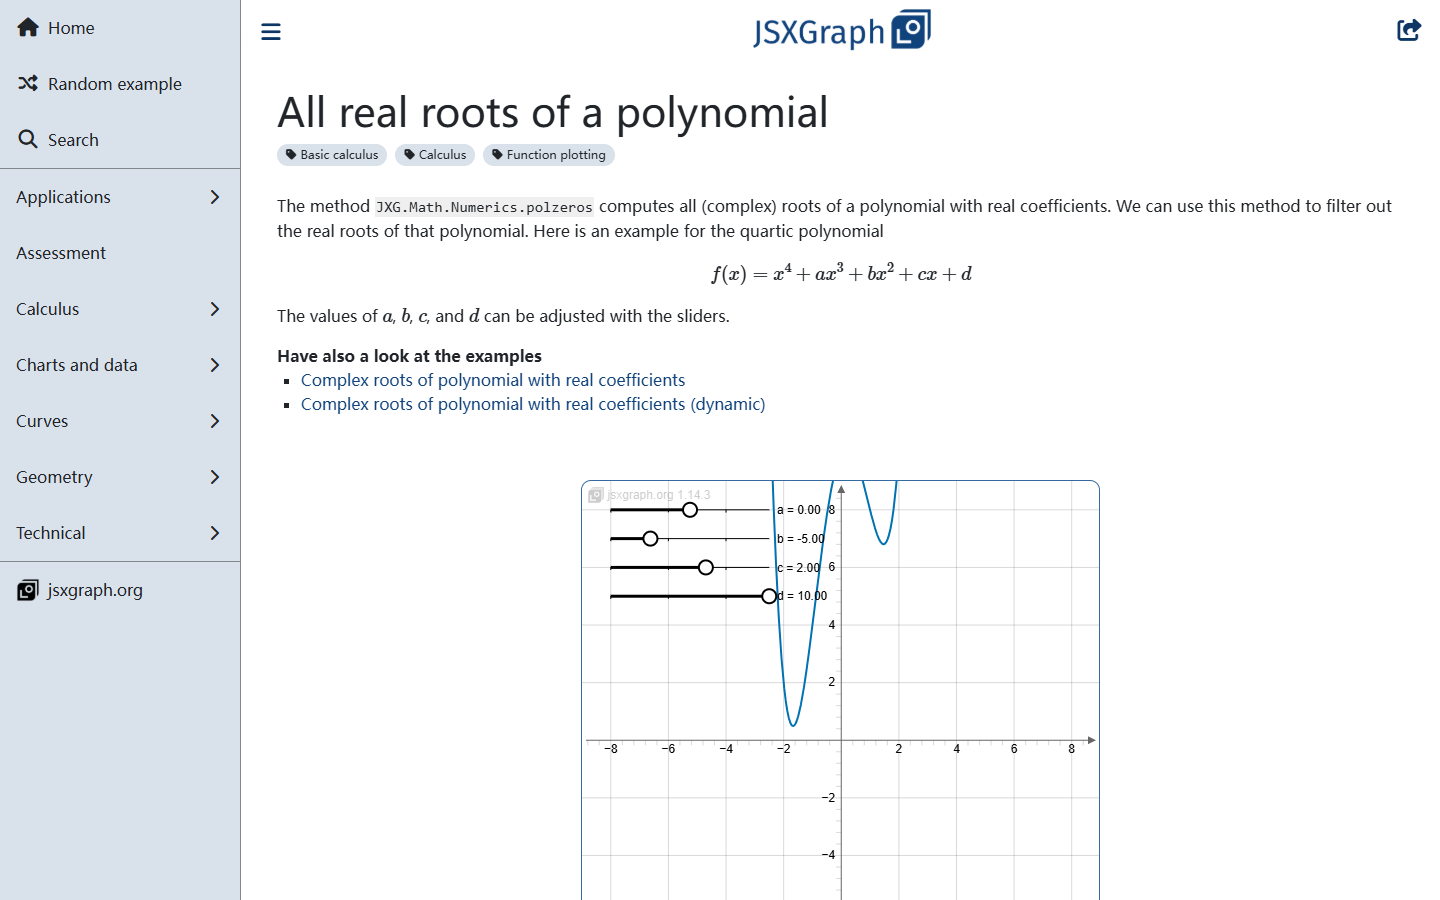 Home
Random example
Search
Applications
Assessment
Calculus
Charts and data
Curves
Geometry
Technical
jsxgraph.org
JSXGraph
All real roots of a polynomial
Basic calculus Calculus Function plotting
The method JXG.Math.Numerics.polzeros computes all (complex) roots of a polynomial with real coefficients. We can use this method to filter out
the real roots of that polynomial. Here is an example for the quartic polynomial
f(x) = x⁴ + ax³ + bx² + cx + d
The values of a, b, c, and d can be adjusted with the sliders.
Have also a look at the examples
▪ Complex roots of polynomial with real coefficients
▪ Complex roots of polynomial with real coefficients (dynamic)
jsxgraph.org 1.14.3
a = 0.00 8
b = -5.00
c = 2.00 6
d = 10.00
4
2
−8 −6 −4 −2 2 4 6 8
−2
−4